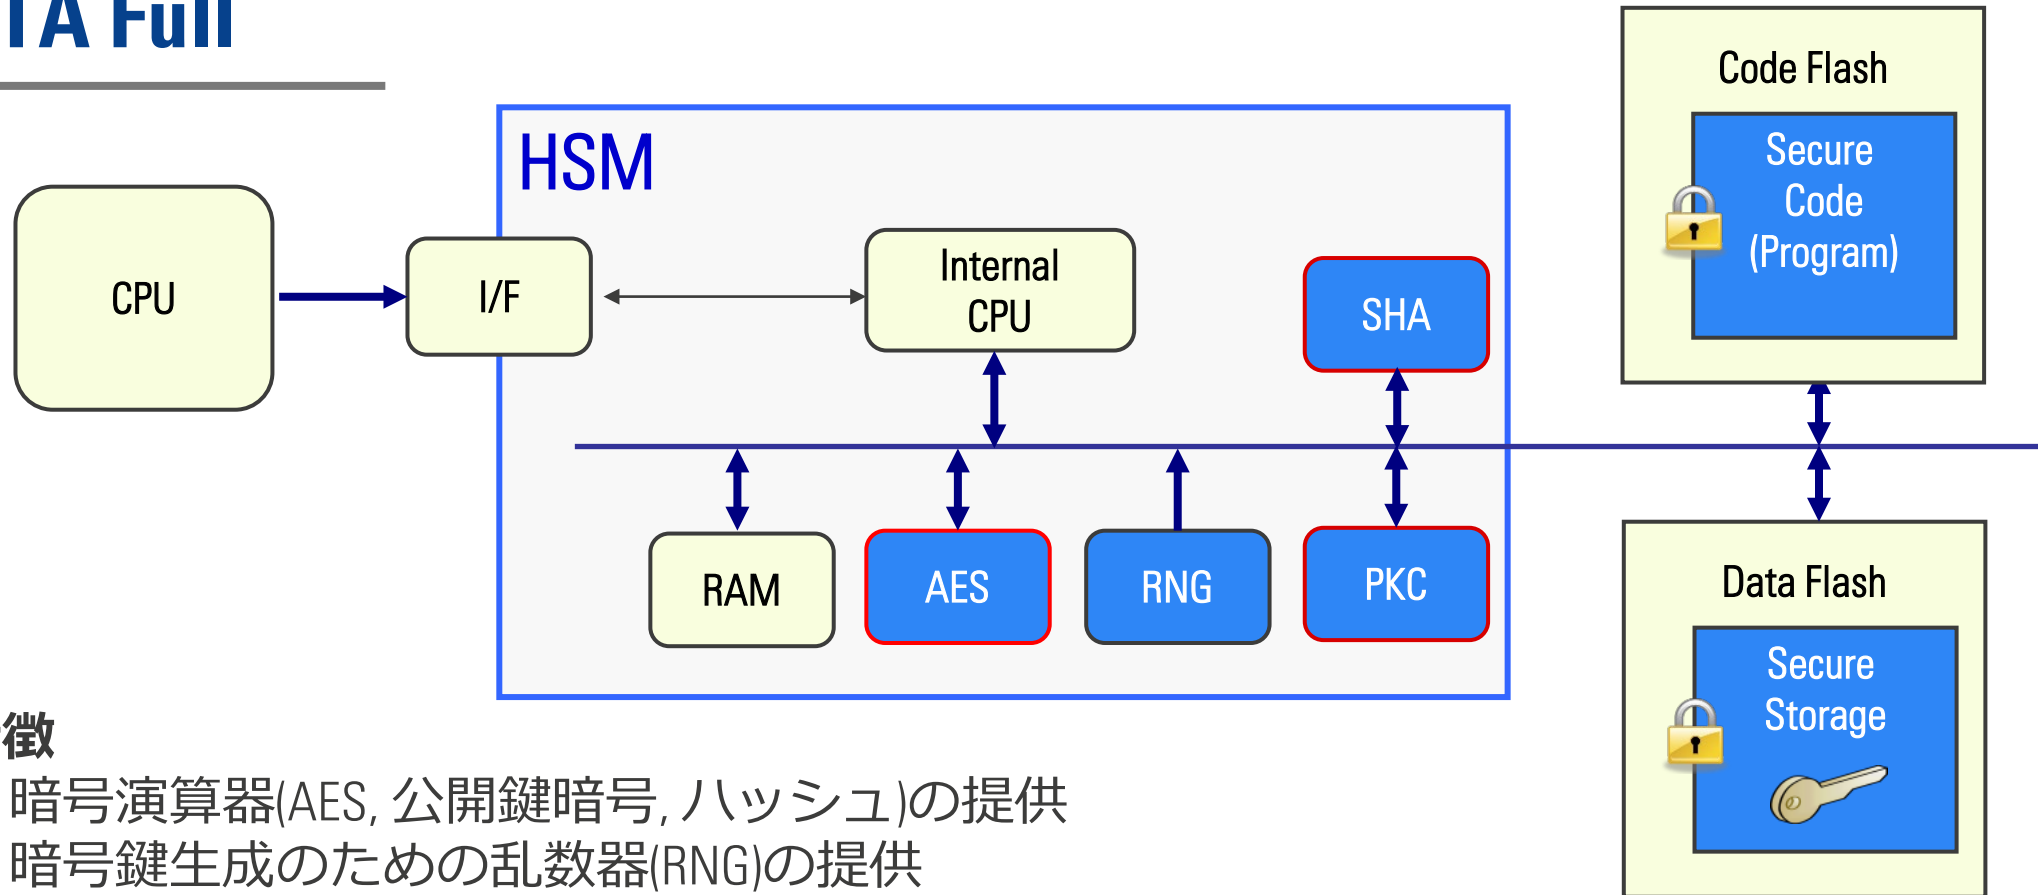 TA Full
HSM
CPU
I/F
Internal
CPU
SHA
RAM
AES
RNG
PKC
Code Flash
Secure
Code
(Program)
Data Flash
Secure
Storage
徴
暗号演算器(AES, 公開鍵暗号, ハッシュ)の提供
暗号鍵生成のための乱数器(RNG)の提供